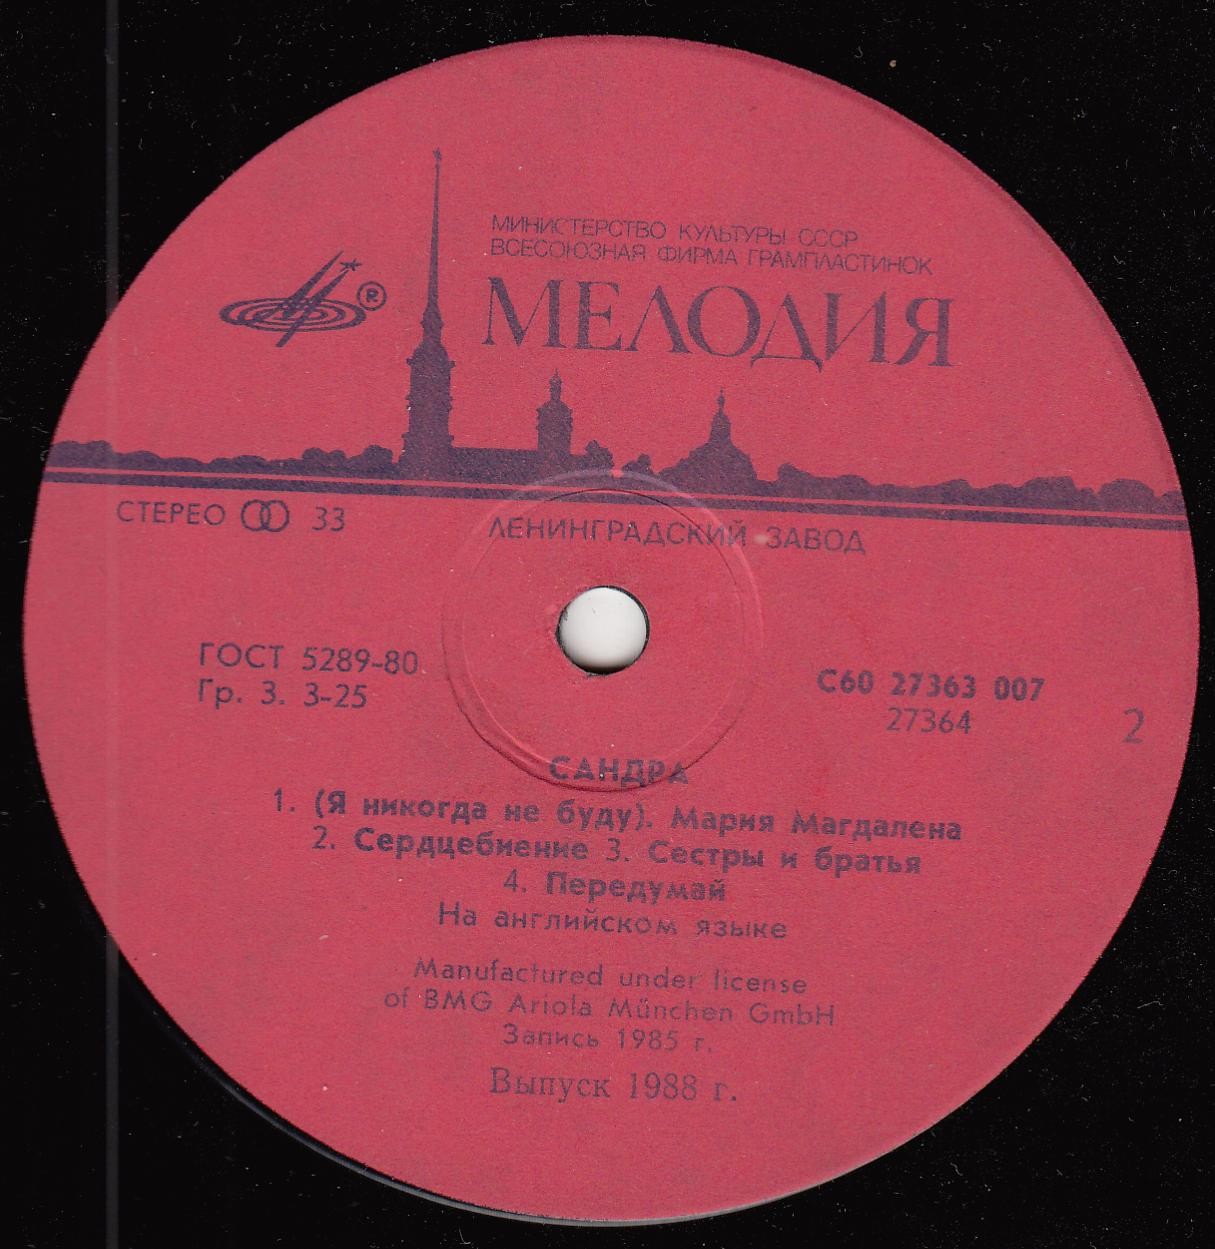 МИНИСТЕРСТВО КУЛЬТУРЫ СССР
ВСЕСОЮЗНАЯ ФИРМА ГРАМПЛАСТИНОК
®
МЕЛОДИЯ
СТЕРЕО 33
ЛЕНИНГРАДСКИЙ ЗАВОД
ГОСТ 5289-80
Гр. 3. 3-25
С60 27363 007
27364
2
САНДРА
1. (Я никогда не буду). Мария Магдалена
2. Сердцебиение 3. Сестры и братья
4. Передумай
На английском языке
Manufactured under license
of BMG Ariola München GmbH
Запись 1985 г.
Выпуск 1988 г.